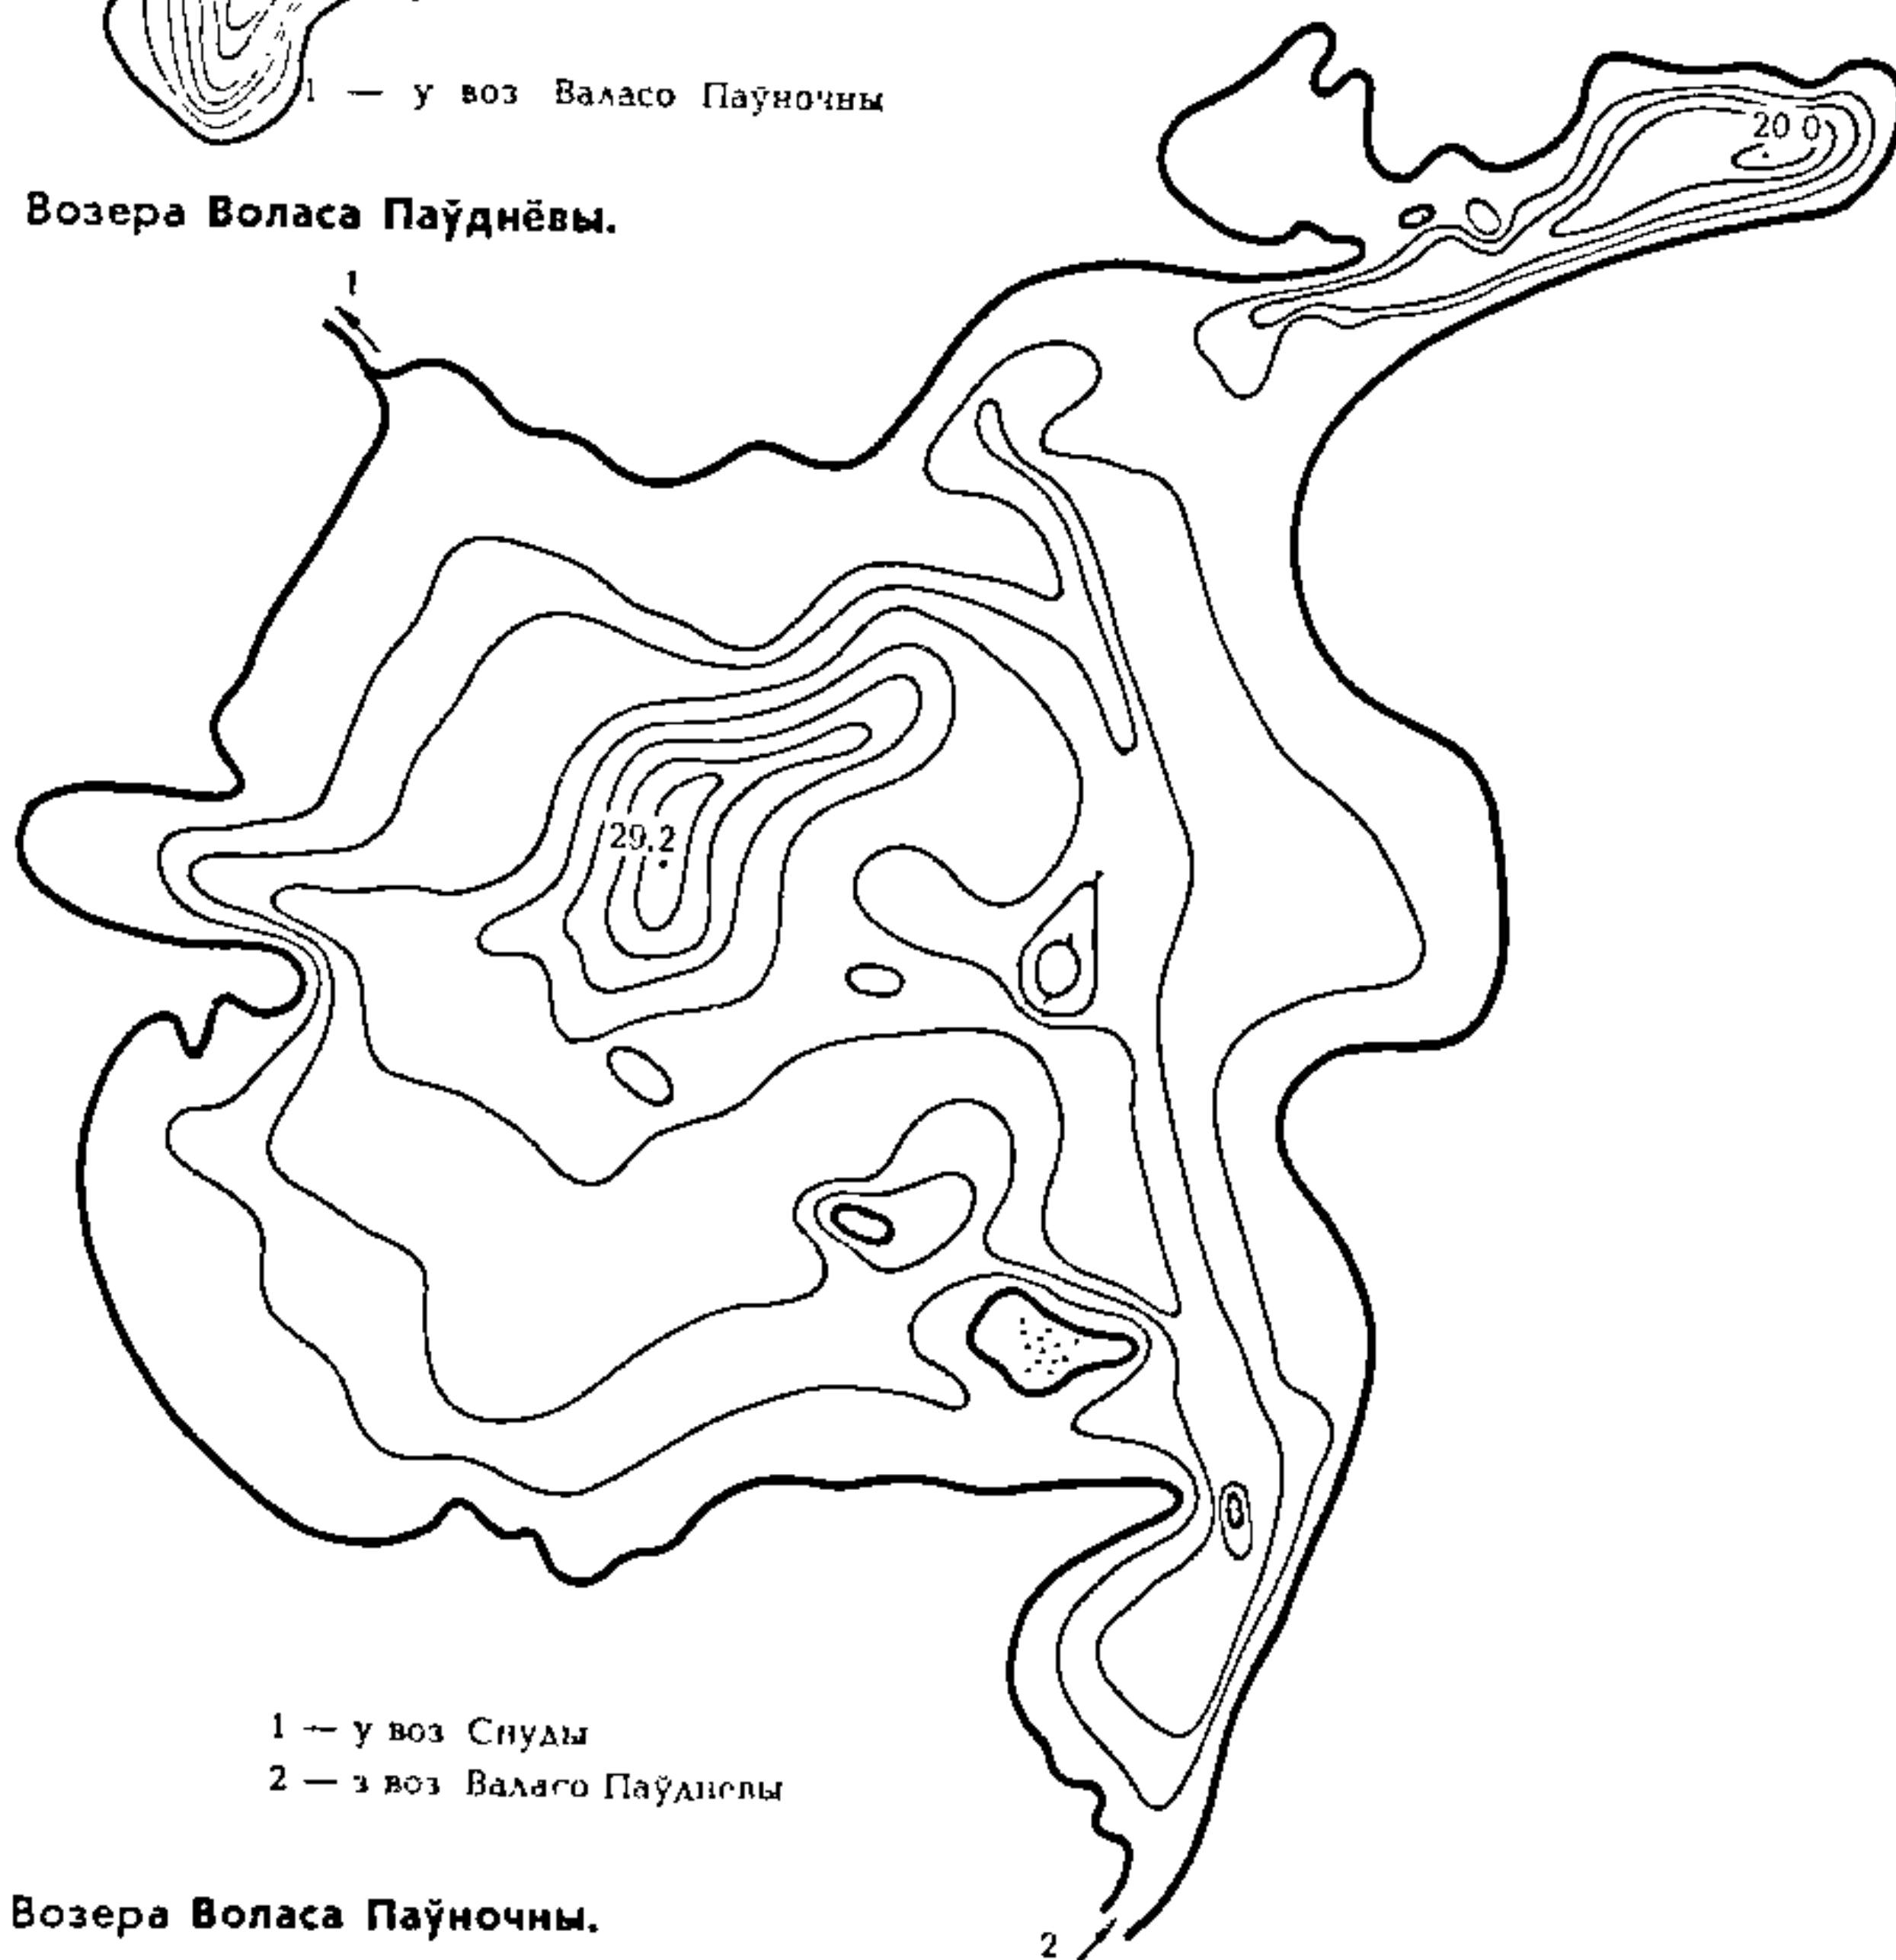 1 — у воз Валасо Паўночны
20 0
Возера Воласа Паўднёвы.
1
29.2
1 — у воз Снуды
2 — з воз Валасо Паўдневы
Возера Воласа Паўночны.
2